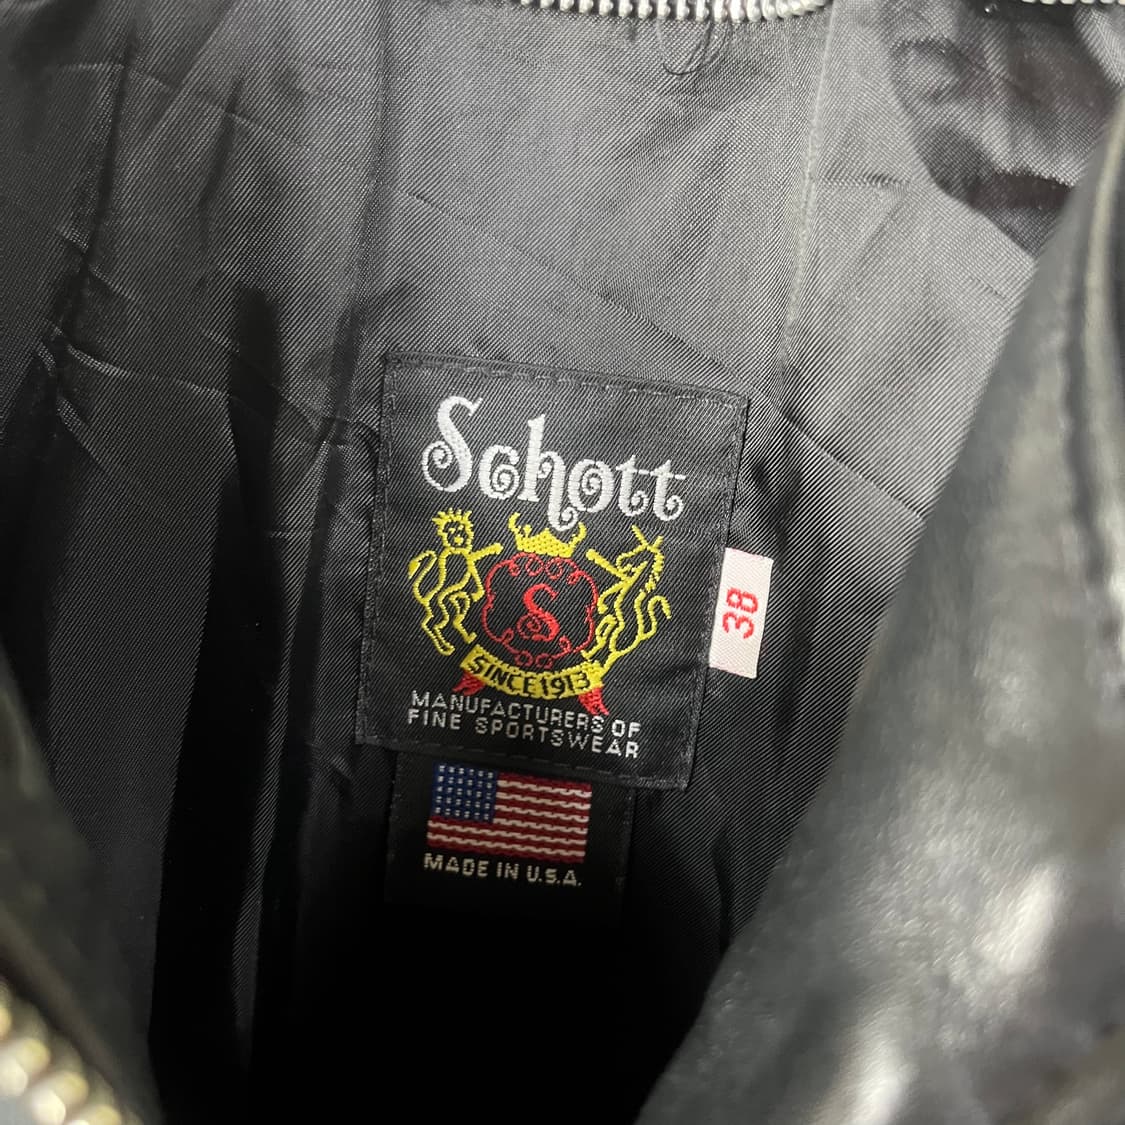 Schott
S
SINCE 1913
MANUFACTURERS OF
FINE SPORTSWEAR
38
MADE IN U.S.A.